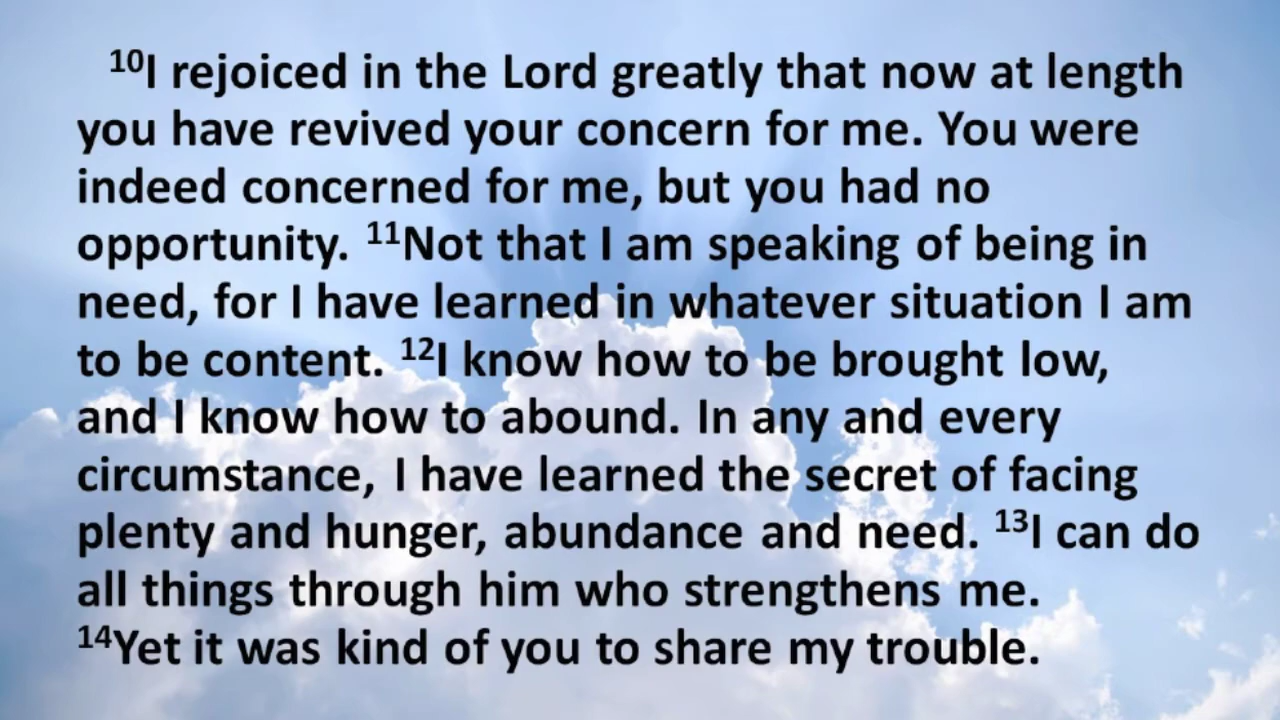 ¹⁰I rejoiced in the Lord greatly that now at length
you have revived your concern for me. You were
indeed concerned for me, but you had no
opportunity. ¹¹Not that I am speaking of being in
need, for I have learned in whatever situation I am
to be content. ¹²I know how to be brought low,
and I know how to abound. In any and every
circumstance, I have learned the secret of facing
plenty and hunger, abundance and need. ¹³I can do
all things through him who strengthens me.
¹⁴Yet it was kind of you to share my trouble.